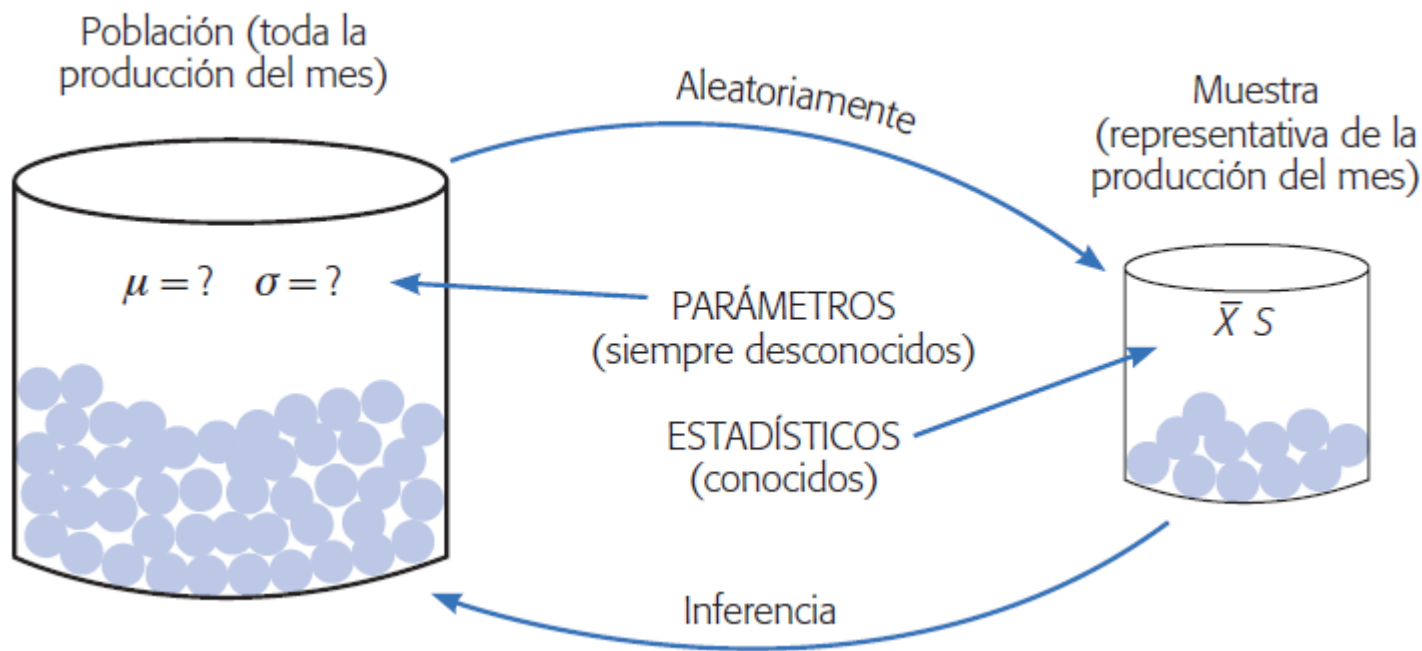 Población (toda la
producción del mes)
Aleatoriamente
Muestra
(representativa de la
producción del mes)
μ = ? σ = ?
PARÁMETROS
(siempre desconocidos)
X̄ S
ESTADÍSTICOS
(conocidos)
Inferencia